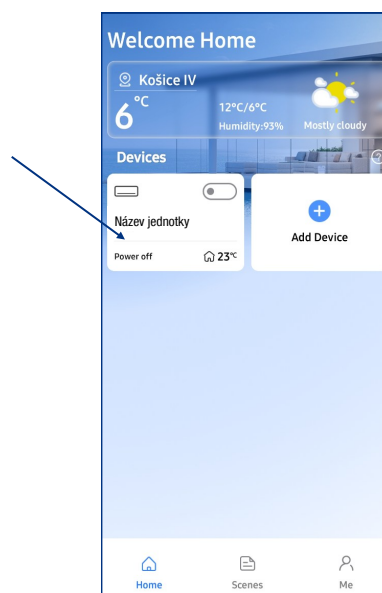 Welcome Home
Košice IV
6°C
12°C/6°C
Humidity:93%
Mostly cloudy
Devices
Název jednotky
Power off
23°C
Add Device
Home
Scenes
Me